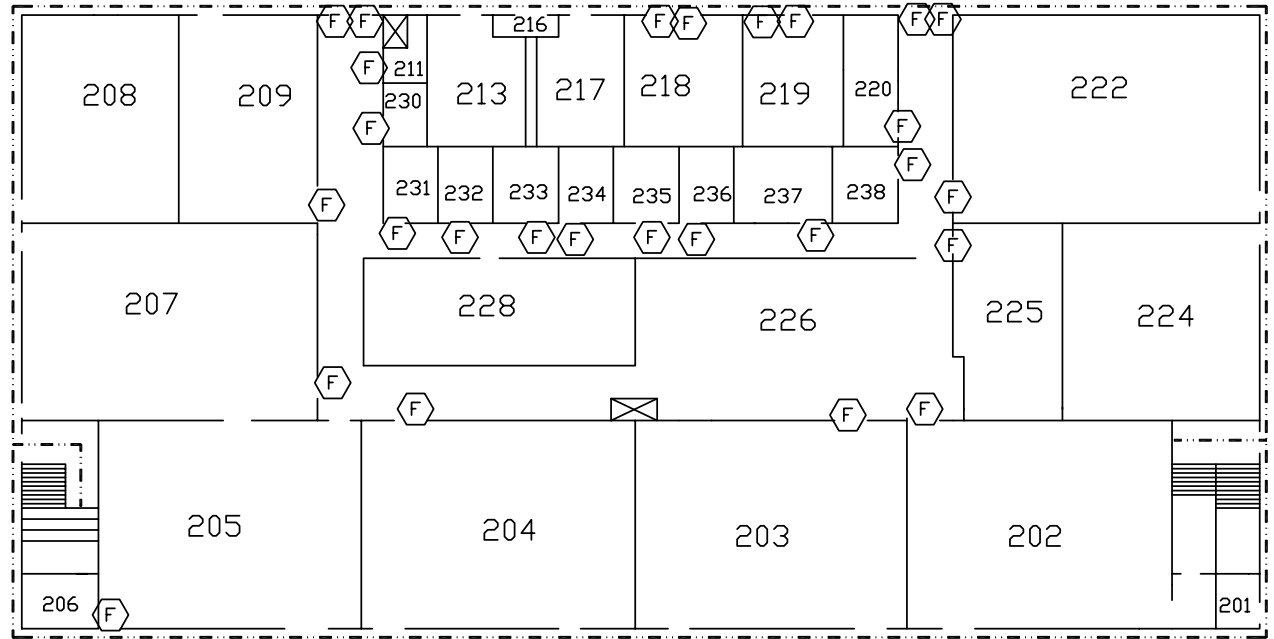 F F F F F F F F
216
208 209 F 211 213 217 218 219 220 222
230
F F
F
231 232 233 234 235 236 237 238 F
F
F F F F F F F F
207 228 226 225 224
F
F F F
205 204 203 202
206 F 201